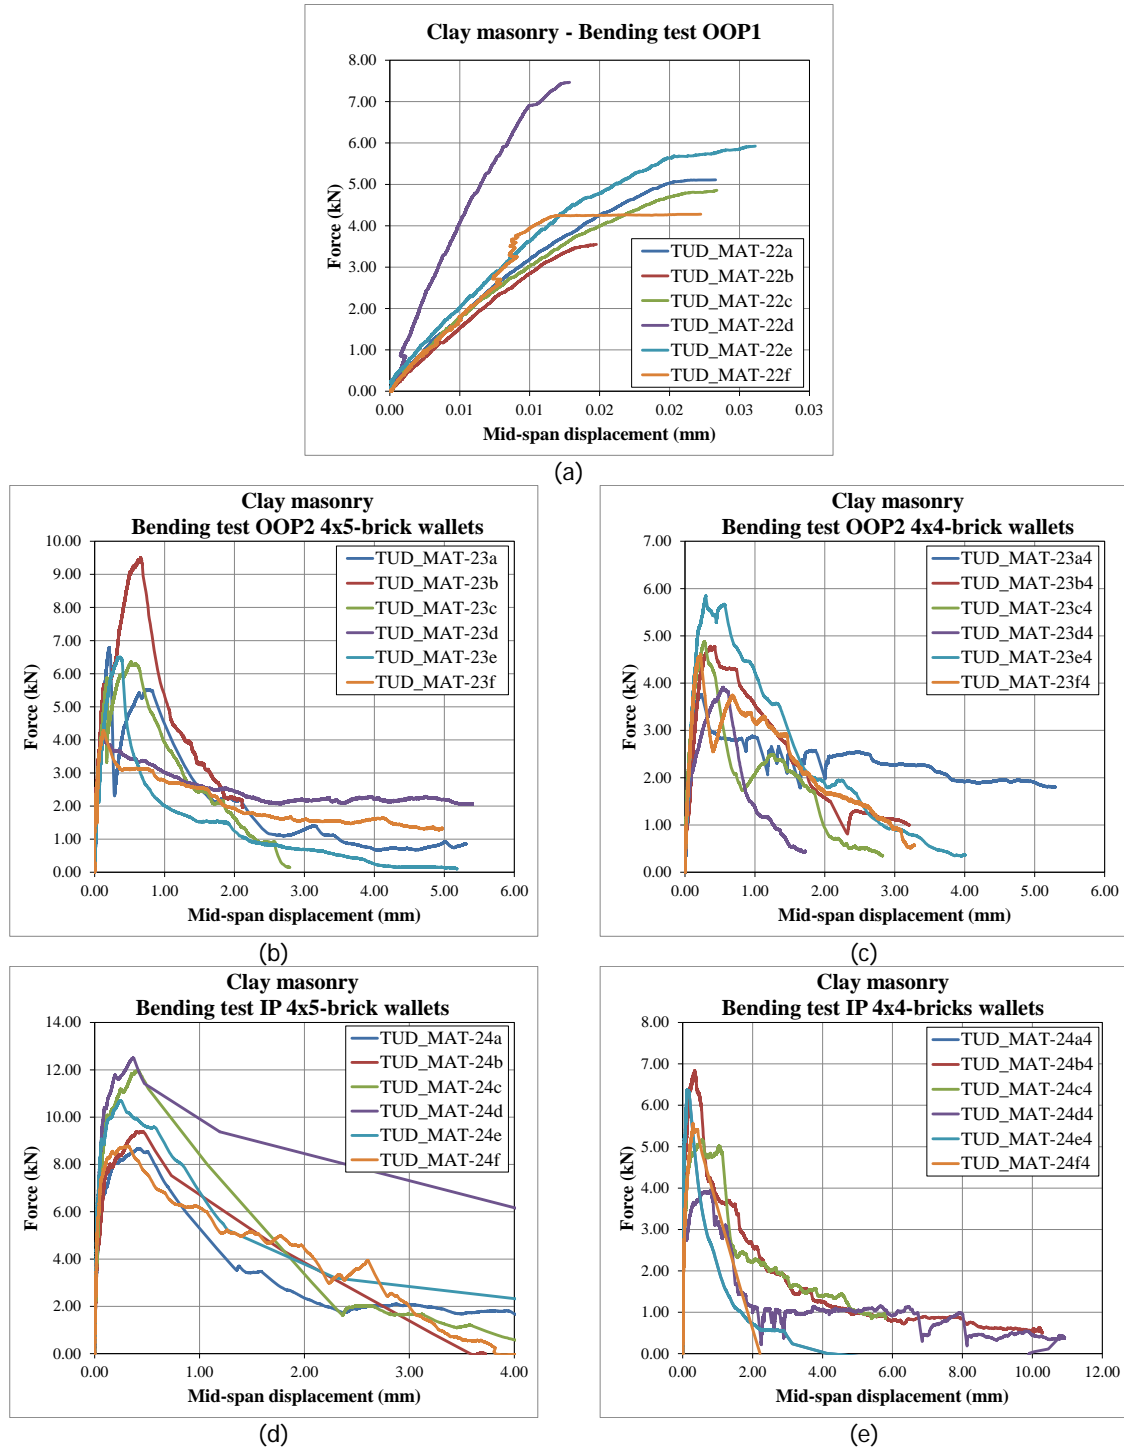 Clay masonry - Bending test OOP1
8.00
7.00
6.00
5.00
4.00
3.00
2.00
1.00
0.00
Force (kN)
TUD_MAT-22a
TUD_MAT-22b
TUD_MAT-22c
TUD_MAT-22d
TUD_MAT-22e
TUD_MAT-22f
0.00 0.01 0.01 0.02 0.02 0.03 0.03
Mid-span displacement (mm)
(a)
Clay masonry
Bending test OOP2 4x5-brick wallets
10.00
9.00
8.00
7.00
6.00
5.00
4.00
3.00
2.00
1.00
0.00
Force (kN)
TUD_MAT-23a
TUD_MAT-23b
TUD_MAT-23c
TUD_MAT-23d
TUD_MAT-23e
TUD_MAT-23f
0.00 1.00 2.00 3.00 4.00 5.00 6.00
Mid-span displacement (mm)
(b)
Clay masonry
Bending test OOP2 4x4-brick wallets
7.00
6.00
5.00
4.00
3.00
2.00
1.00
0.00
Force (kN)
TUD_MAT-23a4
TUD_MAT-23b4
TUD_MAT-23c4
TUD_MAT-23d4
TUD_MAT-23e4
TUD_MAT-23f4
0.00 1.00 2.00 3.00 4.00 5.00 6.00
Mid-span displacement (mm)
(c)
Clay masonry
Bending test IP 4x5-brick wallets
14.00
12.00
10.00
8.00
6.00
4.00
2.00
0.00
Force (kN)
TUD_MAT-24a
TUD_MAT-24b
TUD_MAT-24c
TUD_MAT-24d
TUD_MAT-24e
TUD_MAT-24f
0.00 1.00 2.00 3.00 4.00
Mid-span displacement (mm)
(d)
Clay masonry
Bending test IP 4x4-bricks wallets
8.00
7.00
6.00
5.00
4.00
3.00
2.00
1.00
0.00
Force (kN)
TUD_MAT-24a4
TUD_MAT-24b4
TUD_MAT-24c4
TUD_MAT-24d4
TUD_MAT-24e4
TUD_MAT-24f4
0.00 2.00 4.00 6.00 8.00 10.00 12.00
Mid-span displacement (mm)
(e)